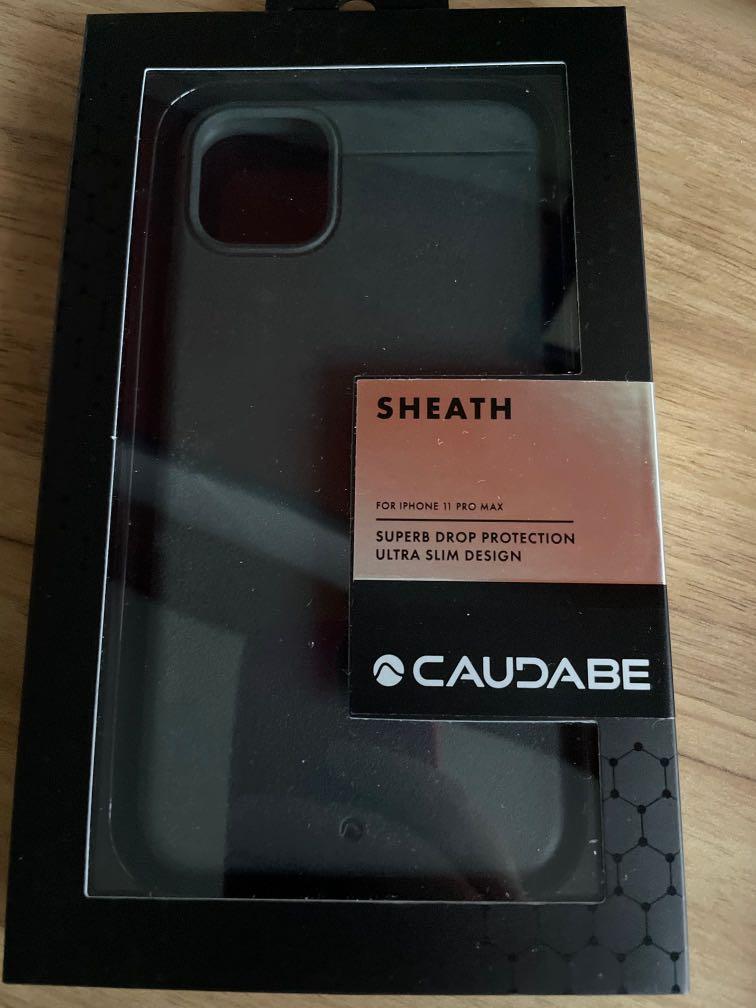 SHEATH
FOR IPHONE 11 PRO MAX
SUPERB DROP PROTECTION
ULTRA SLIM DESIGN
CAUDABE